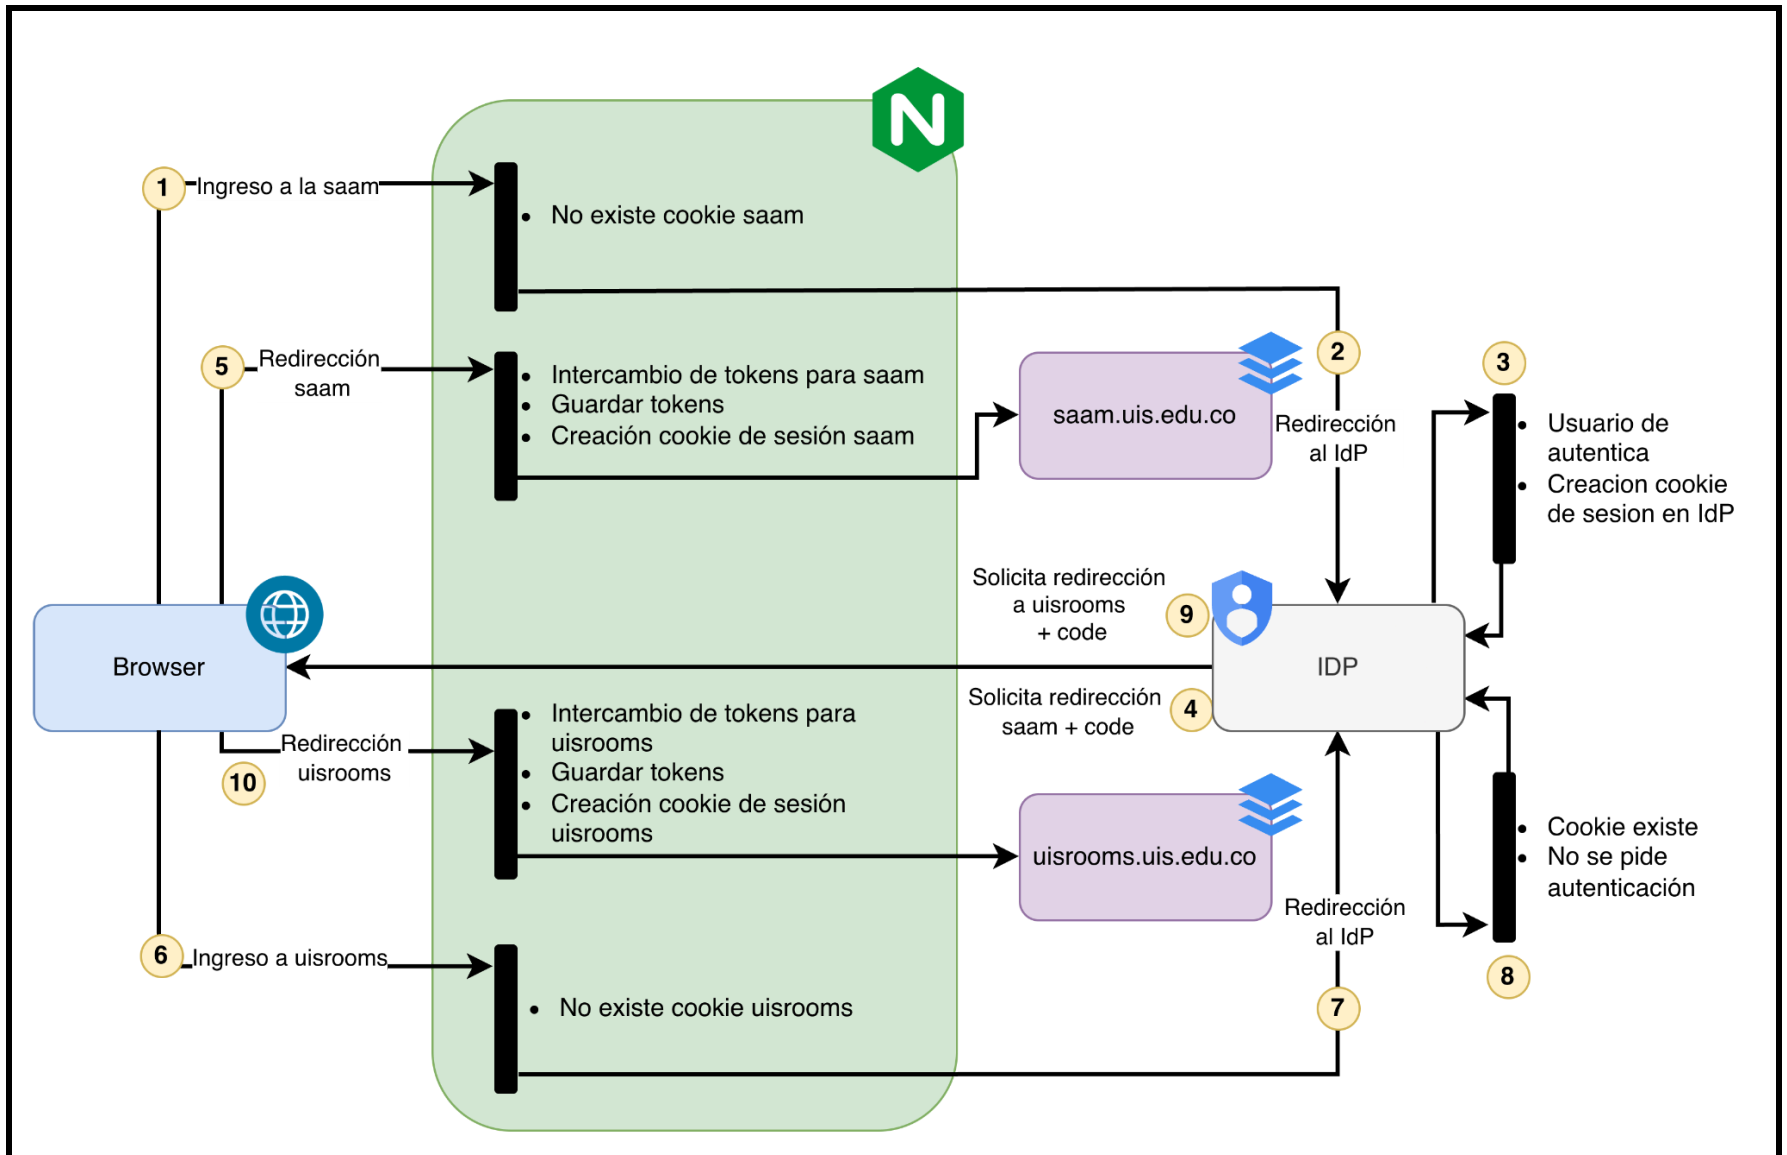 N
1
Ingreso a la saam
No existe cookie saam
2
Redirección
al IdP
3
Usuario de
autentica
Creacion cookie
de sesion en IdP
5
Redirección
saam
Intercambio de tokens para saam
Guardar tokens
Creación cookie de sesión saam
saam.uis.edu.co
Solicita redirección
a uisrooms
+ code
9
Browser
IDP
Solicita redirección
saam + code
4
10
Redirección
uisrooms
Intercambio de tokens para
uisrooms
Guardar tokens
Creación cookie de sesión
uisrooms
uisrooms.uis.edu.co
Cookie existe
No se pide
autenticación
8
Redirección
al IdP
7
6
Ingreso a uisrooms
No existe cookie uisrooms